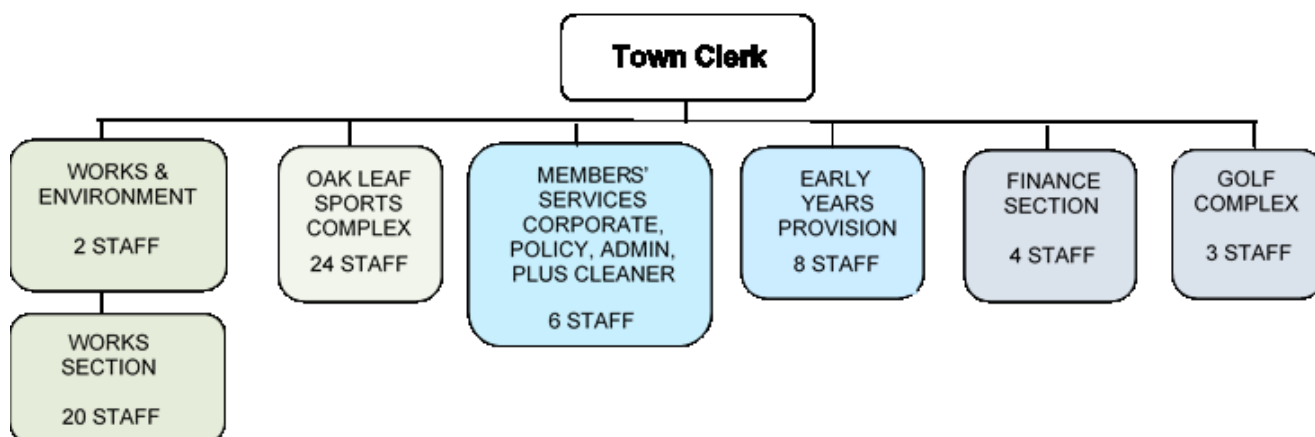 Town Clerk
WORKS &
ENVIRONMENT
2 STAFF
WORKS
SECTION
20 STAFF
OAK LEAF
SPORTS
COMPLEX
24 STAFF
MEMBERS'
SERVICES
CORPORATE,
POLICY, ADMIN,
PLUS CLEANER
6 STAFF
EARLY
YEARS
PROVISION
8 STAFF
FINANCE
SECTION
4 STAFF
GOLF
COMPLEX
3 STAFF